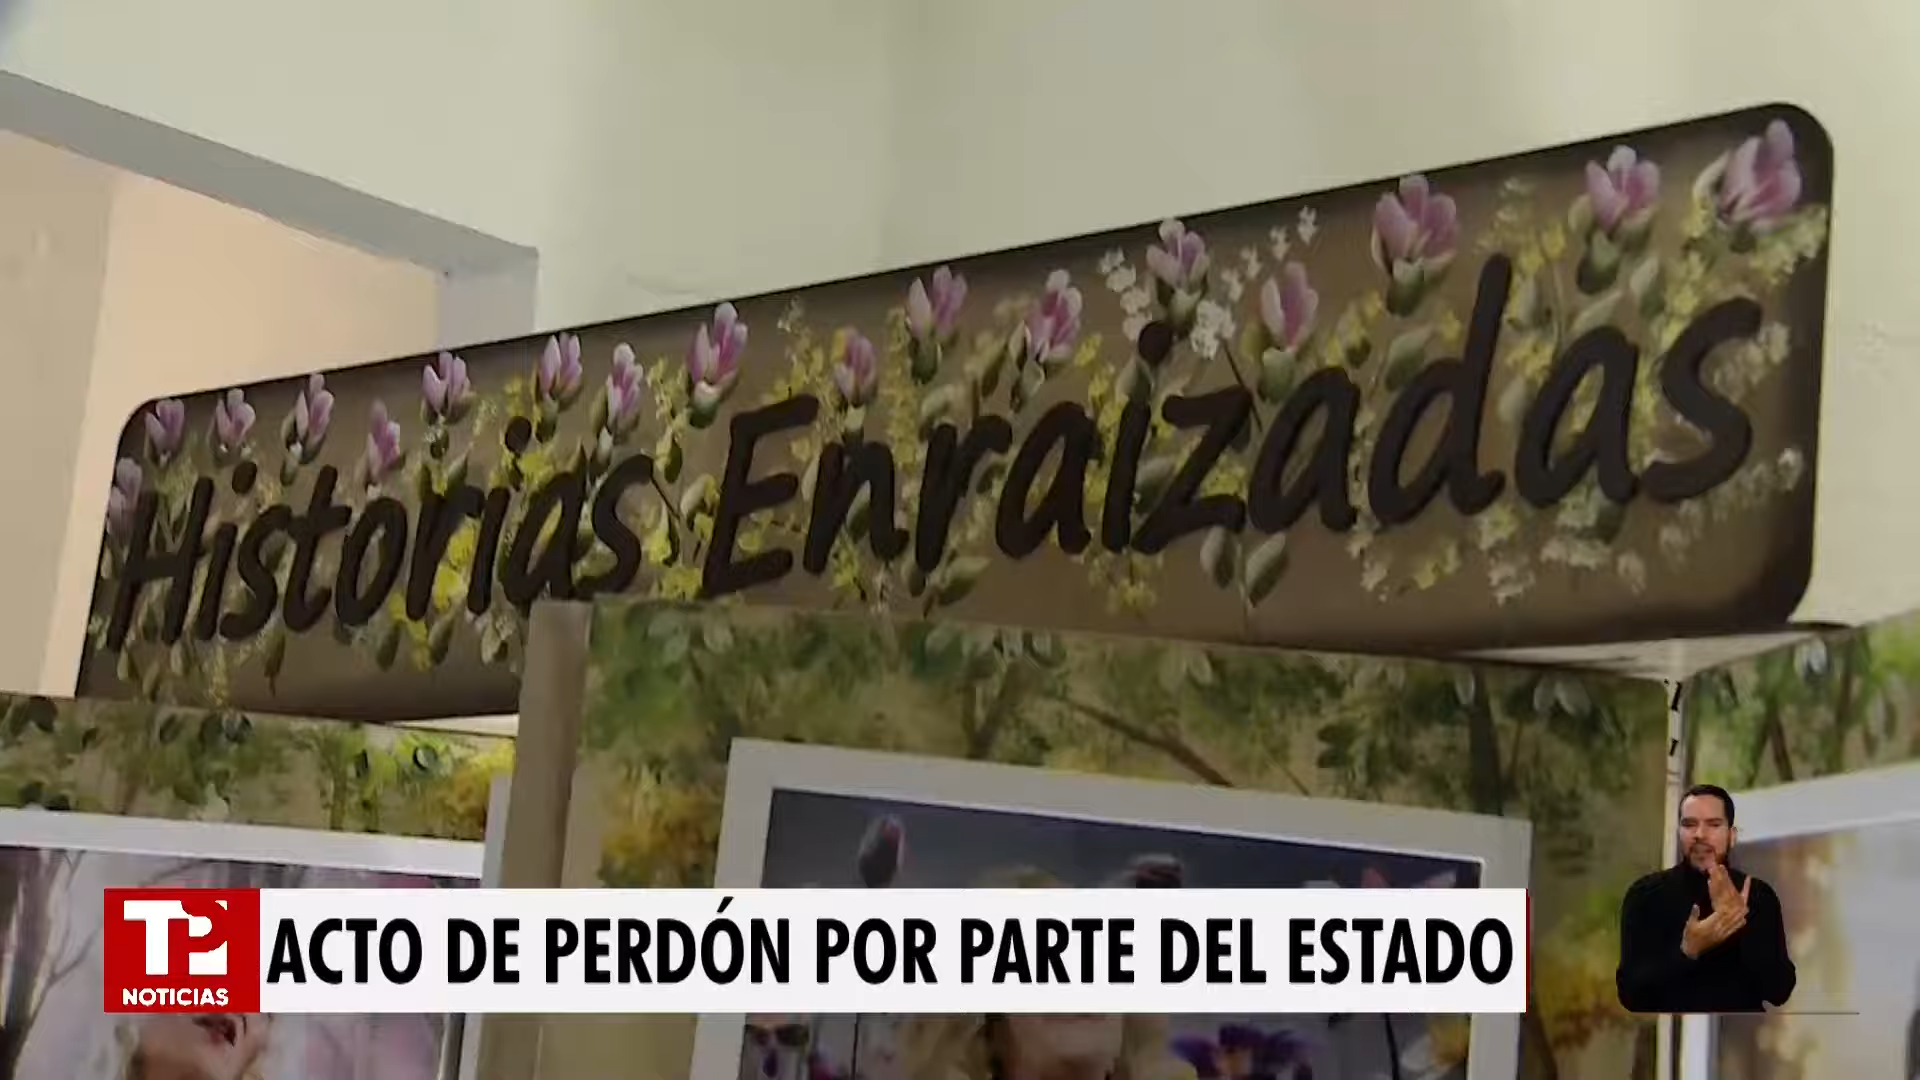 Historias Enraizadas
TP
NOTICIAS
ACTO DE PERDÓN POR PARTE DEL ESTADO